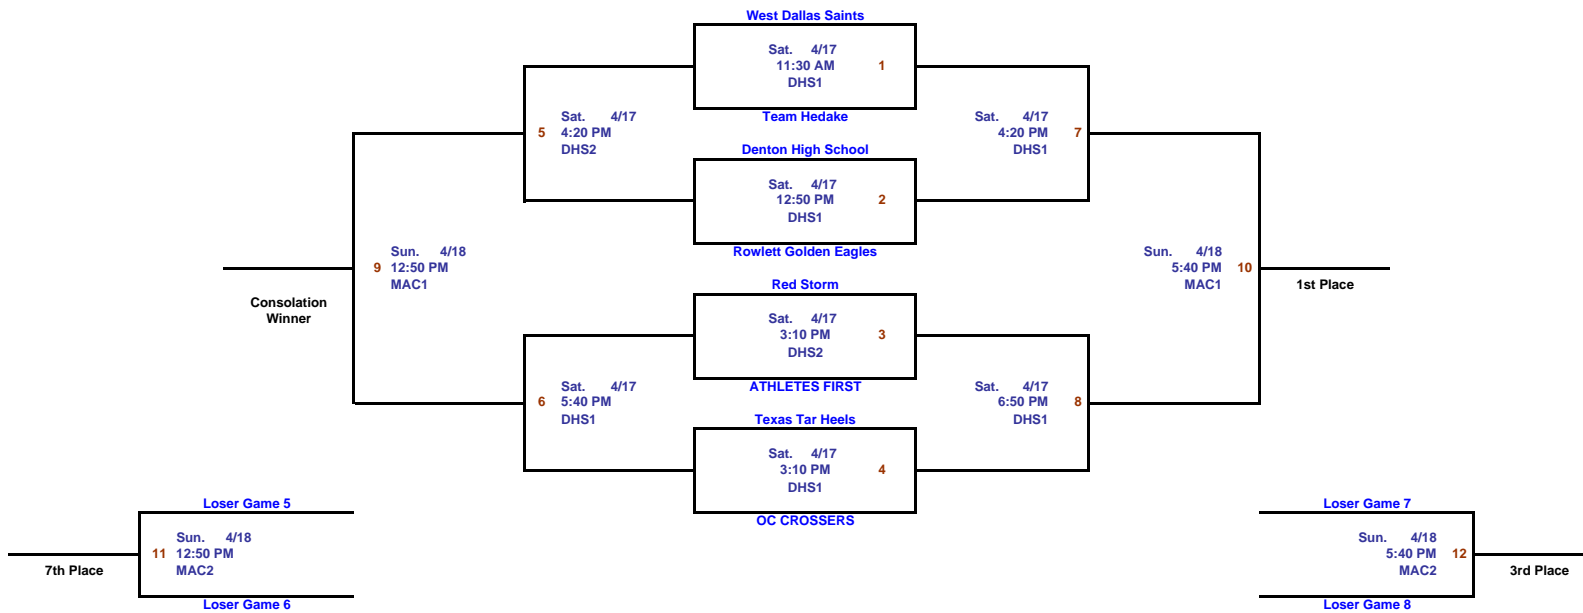 West Dallas Saints
Sat. 4/17
11:30 AM 1
DHS1
Team Hedake
Sat. 4/17
5 4:20 PM
DHS2
Sat. 4/17
4:20 PM 7
DHS1
Denton High School
Sat. 4/17
12:50 PM 2
DHS1
Rowlett Golden Eagles
Sun. 4/18
9 12:50 PM
MAC1
Consolation
Winner
Sun. 4/18
5:40 PM 10
MAC1
1st Place
Red Storm
Sat. 4/17
3:10 PM 3
DHS2
ATHLETES FIRST
Sat. 4/17
6 5:40 PM
DHS1
Sat. 4/17
6:50 PM 8
DHS1
Texas Tar Heels
Sat. 4/17
3:10 PM 4
DHS1
OC CROSSERS
Loser Game 5
Sun. 4/18
11 12:50 PM
MAC2
7th Place
Loser Game 6
Loser Game 7
Sun. 4/18
5:40 PM 12
MAC2
3rd Place
Loser Game 8